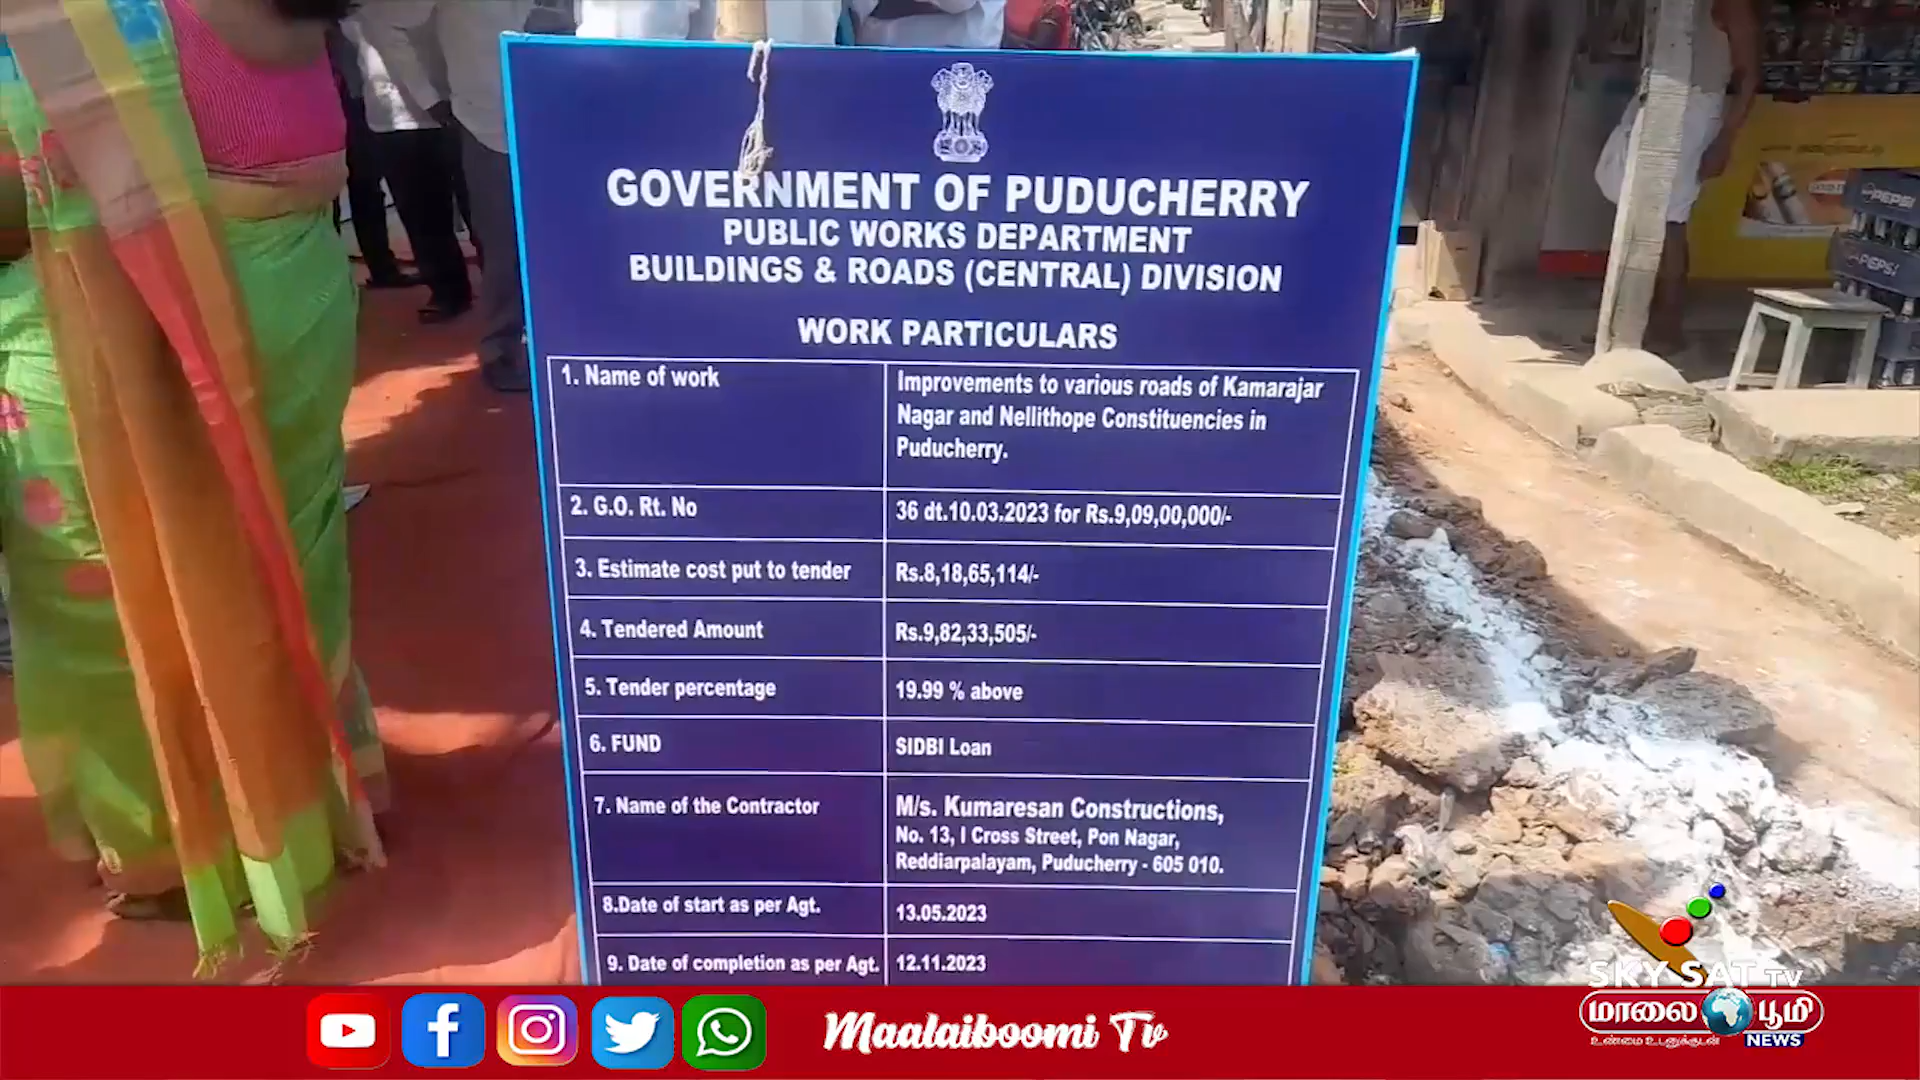 GOVERNMENT OF PUDUCHERRY
PUBLIC WORKS DEPARTMENT
BUILDINGS & ROADS (CENTRAL) DIVISION
WORK PARTICULARS
1. Name of work
Improvements to various roads of Kamarajar
Nagar and Nellithope Constituencies in
Puducherry.
2. G.O. Rt. No
36 dt.10.03.2023 for Rs.9,09,00,000/-
3. Estimate cost put to tender
Rs.8,18,65,114/-
4. Tendered Amount
Rs.9,82,33,505/-
5. Tender percentage
19.99 % above
6. FUND
SIDBI Loan
7. Name of the Contractor
M/s. Kumaresan Constructions,
No. 13, I Cross Street, Pon Nagar,
Reddiarpalayam, Puducherry - 605 010.
8.Date of start as per Agt.
13.05.2023
9. Date of completion as per Agt.
12.11.2023
PEPSI
PEPSI
SKY SAT TV
மாலை பூமி
உண்மை உடனுக்குடன்
NEWS
Maalaiboomi Tv